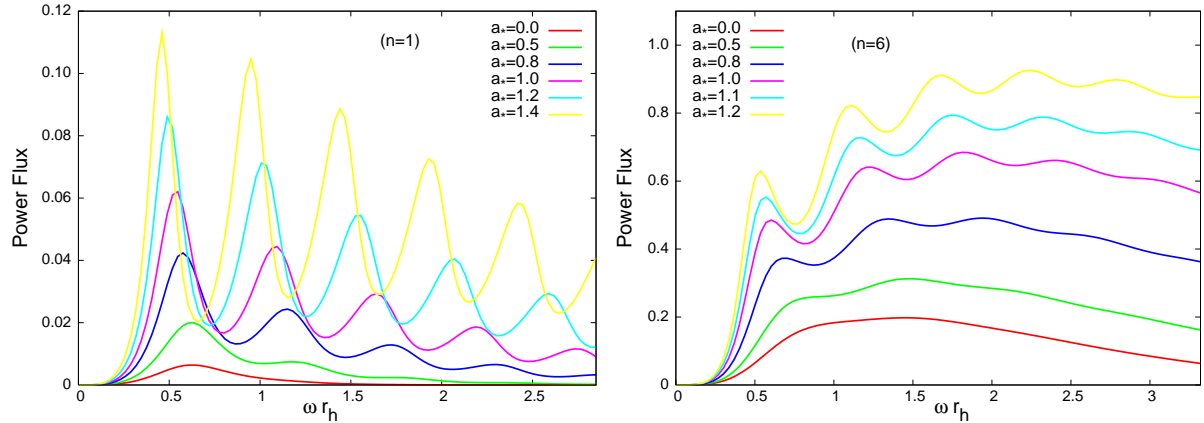 Power Flux
0.12
0.10
0.08
0.06
0.04
0.02
0
(n=1)
a*=0.0
a*=0.5
a*=0.8
a*=1.0
a*=1.2
a*=1.4
0 0.5 1 1.5 2 2.5
ω r_h
Power Flux
1.0
0.8
0.6
0.4
0.2
0
a*=0.0
a*=0.5
a*=0.8
a*=1.0
a*=1.1
a*=1.2
(n=6)
0 0.5 1 1.5 2 2.5 3
ω r_h